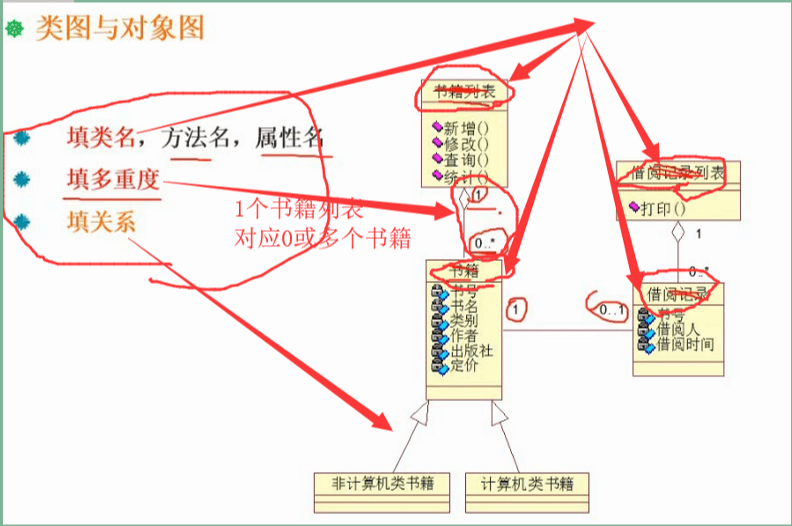 类图与对象图
填类名，方法名，属性名
填多重度
填关系
1个书籍列表
对应0或多个书籍
书籍列表
新增()
修改()
查询()
统计()
1
0..*
书籍
书号
书名
类别
作者
出版社
定价
1
0..1
借阅记录列表
打印()
1
0..*
借阅记录
书号
借阅人
借阅时间
非计算机类书籍
计算机类书籍